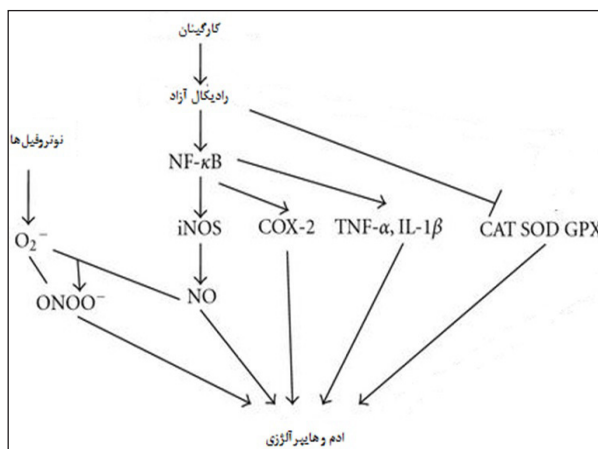 کارگینان
رادیکال آزاد
نوتروفیل‌ها
NF-κB
iNOS
COX-2
TNF-α, IL-1β
CAT SOD GPX
O₂⁻
ONOO⁻
NO
ادم و هایپرآلژزی